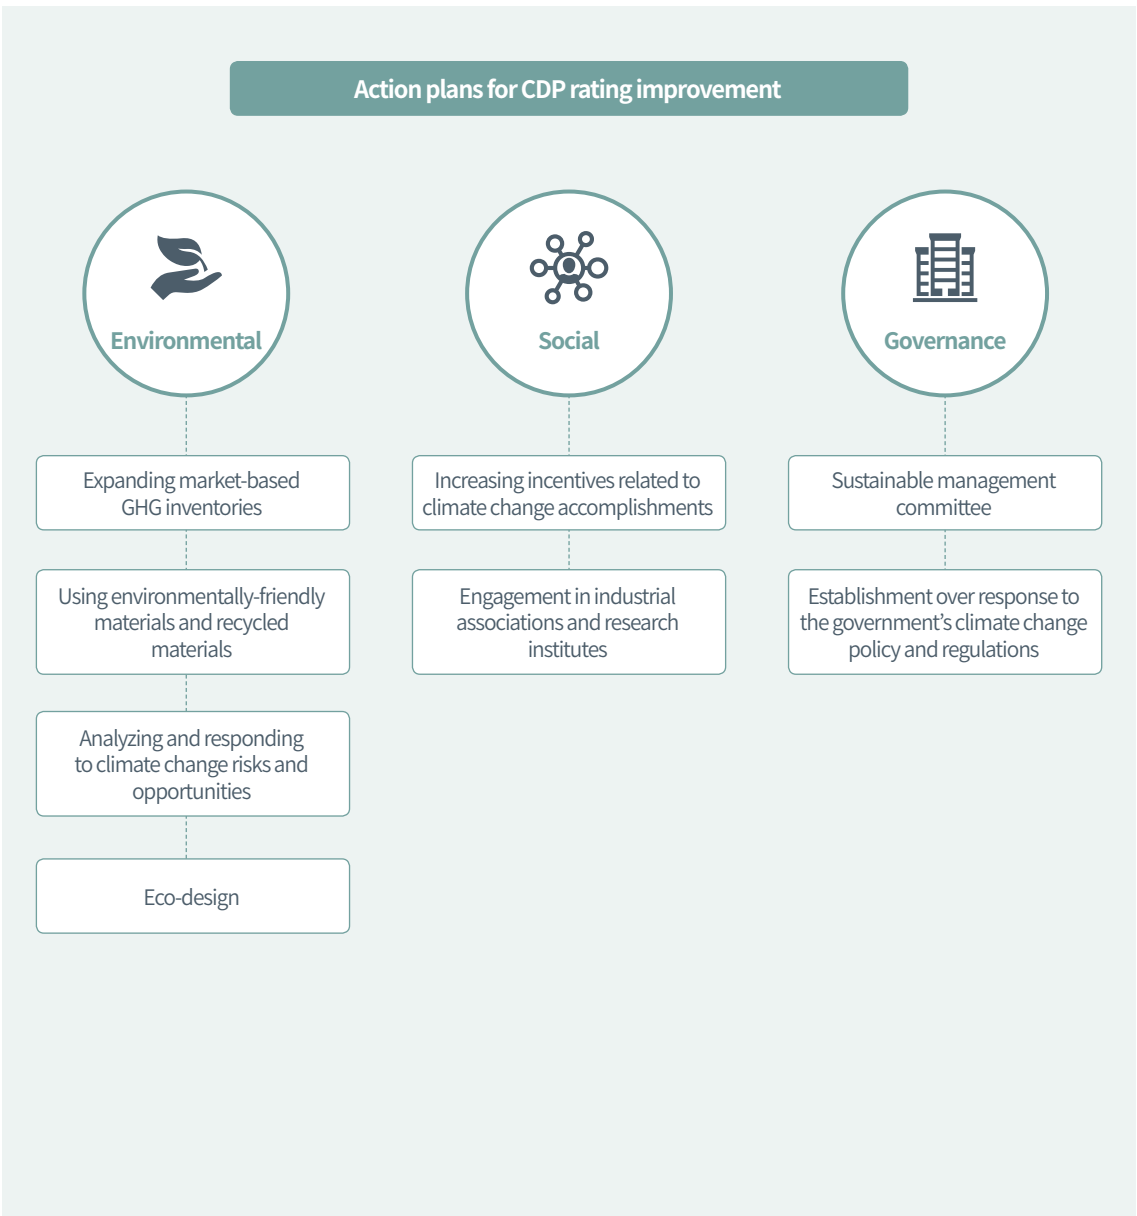 Action plans for CDP rating improvement
Environmental
Expanding market-based
GHG inventories
Using environmentally-friendly
materials and recycled
materials
Analyzing and responding
to climate change risks and
opportunities
Eco-design
Social
Increasing incentives related to
climate change accomplishments
Engagement in industrial
associations and research
institutes
Governance
Sustainable management
committee
Establishment over response to
the government’s climate change
policy and regulations